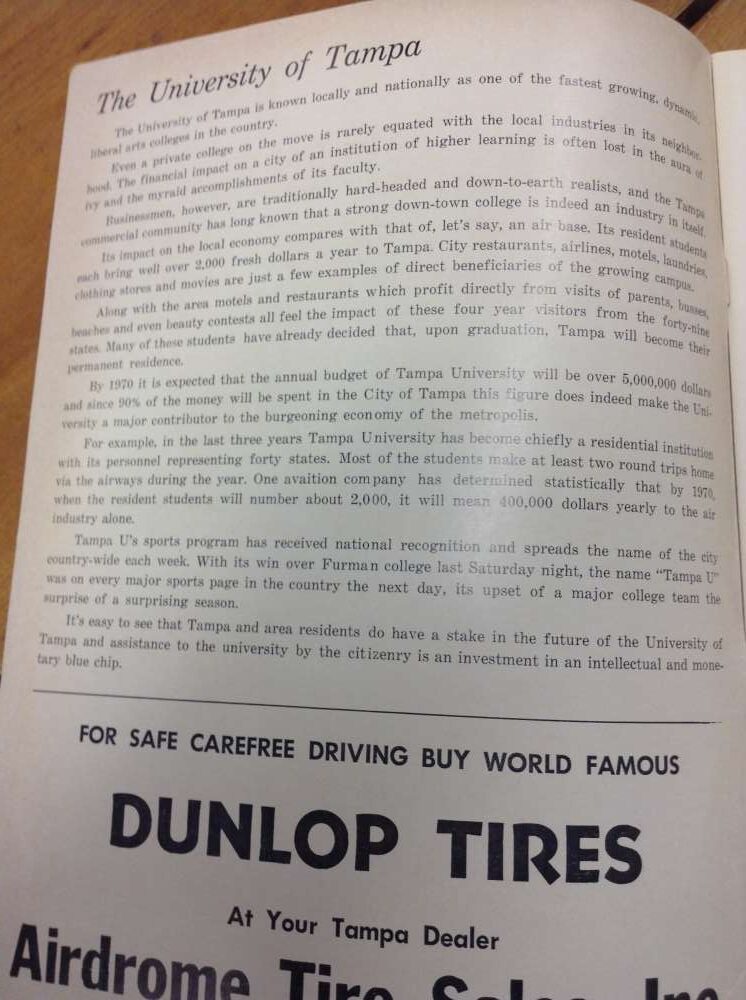 The University of Tampa
The University of Tampa is known locally and nationally as one of the fastest growing, dynamic,
liberal arts colleges in the country.
Even a private college on the move is rarely equated with the local industries in its neighbor-
hood. The financial impact on a city of an institution of higher learning is often lost in the aura of
ivy and the myraid accomplishments of its faculty.
Businessmen, however, are traditionally hard-headed and down-to-earth realists, and the Tampa
commercial community has long known that a strong down-town college is indeed an industry in itself.
Its impact on the local economy compares with that of, let's say, an air base. Its resident students
each bring well over 2,000 fresh dollars a year to Tampa. City restaurants, airlines, motels, laundries,
clothing stores and movies are just a few examples of direct beneficiaries of the growing campus.
Along with the area motels and restaurants which profit directly from visits of parents, busses,
beaches and even beauty contests all feel the impact of these four year visitors from the forty-nine
states. Many of these students have already decided that, upon graduation, Tampa will become their
permanent residence.
By 1970 it is expected that the annual budget of Tampa University will be over 5,000,000 dollars
and since 90% of the money will be spent in the City of Tampa this figure does indeed make the Uni-
versity a major contributor to the burgeoning economy of the metropolis.
For example, in the last three years Tampa University has become chiefly a residential institution
with its personnel representing forty states. Most of the students make at least two round trips home
via the airways during the year. One avaition company has determined statistically that by 1970,
when the resident students will number about 2,000, it will mean 400,000 dollars yearly to the air
industry alone.
Tampa U's sports program has received national recognition and spreads the name of the city
country-wide each week. With its win over Furman college last Saturday night, the name "Tampa U"
was on every major sports page in the country the next day, its upset of a major college team the
surprise of a surprising season.
It's easy to see that Tampa and area residents do have a stake in the future of the University of
Tampa and assistance to the university by the citizenry is an investment in an intellectual and mone-
tary blue chip.
FOR SAFE CAREFREE DRIVING BUY WORLD FAMOUS
DUNLOP TIRES
At Your Tampa Dealer
Airdrome Tire Sales, Inc